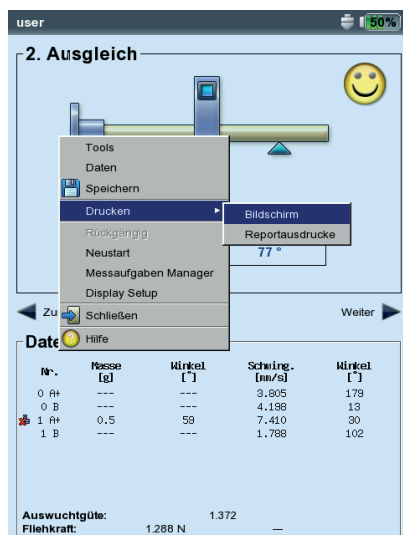 user
50%
2. Ausgleich
Tools
Daten
Speichern
Drucken
Bildschirm
Rückgängig
Reportausdrucke
Neustart
77 °
Messaufgaben Manager
Display Setup
Zu
Schließen
Weiter
Hilfe
Date
Nr. Masse Winkel Schwing. Winkel
[g] [°] [mm/s] [°]
0 A+ --- --- 3.805 179
0 B --- --- 4.198 13
1 A+ 0.5 59 7.410 30
1 B --- --- 1.788 102
Auswuchtgüte: 1.372
Fliehkraft: 1.288 N —